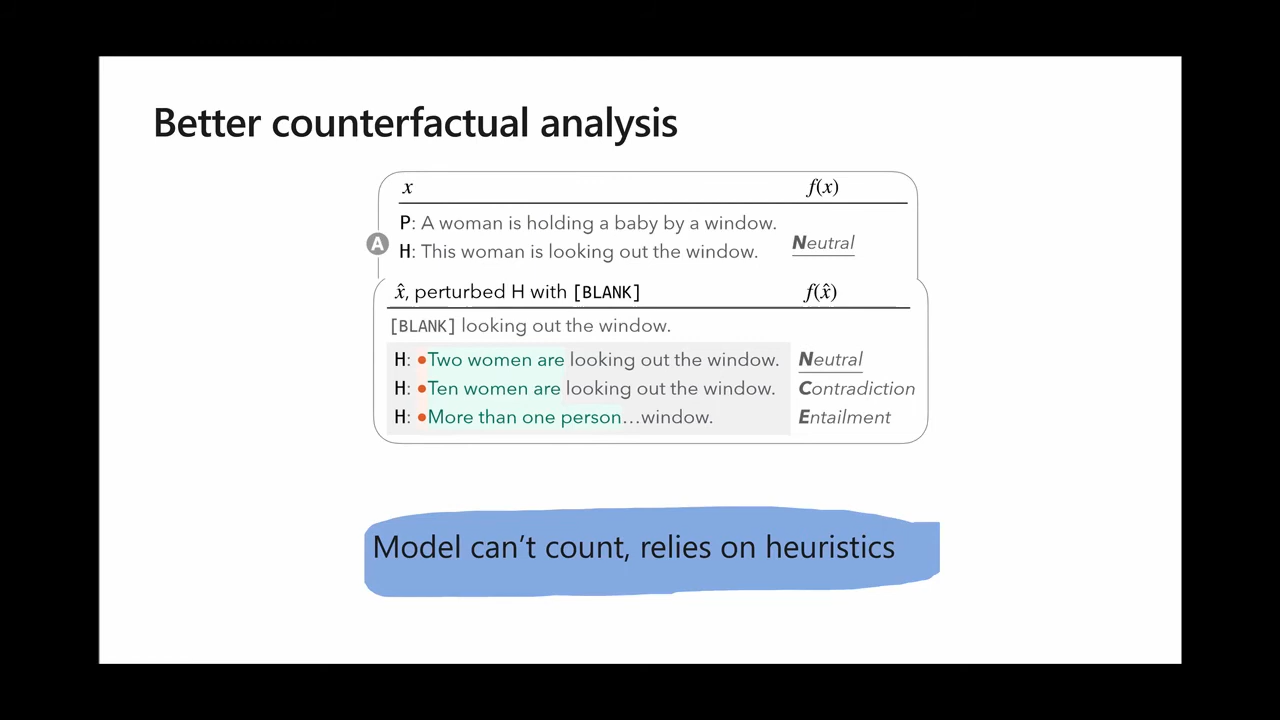 Better counterfactual analysis
x f(x)
P: A woman is holding a baby by a window.
A
H: This woman is looking out the window.
Neutral
x̂, perturbed H with [BLANK] f(x̂)
[BLANK] looking out the window.
H: •Two women are looking out the window. Neutral
H: •Ten women are looking out the window. Contradiction
H: •More than one person…window. Entailment
Model can't count, relies on heuristics